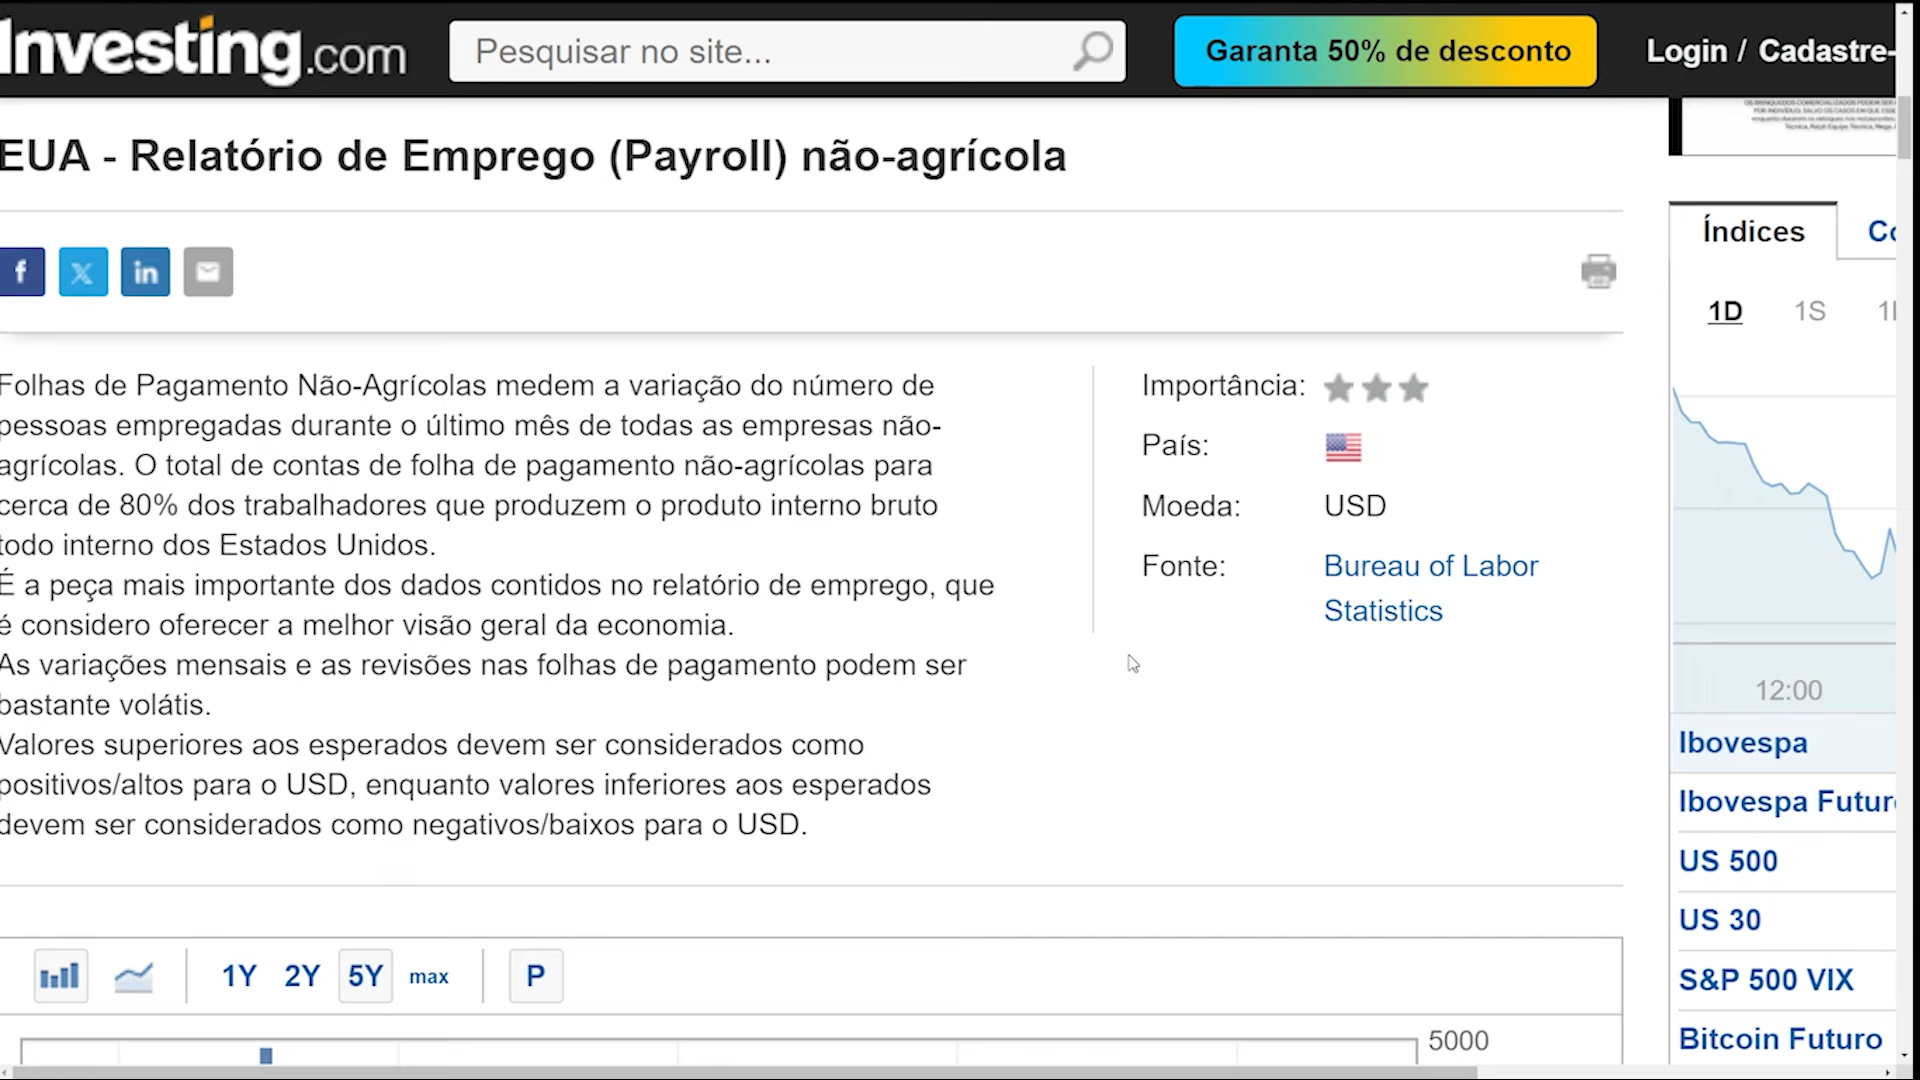 Investing.com
Pesquisar no site...
Garanta 50% de desconto
Login / Cadastre-
EUA - Relatório de Emprego (Payroll) não-agrícola
Folhas de Pagamento Não-Agrícolas medem a variação do número de
pessoas empregadas durante o último mês de todas as empresas não-
agrícolas. O total de contas de folha de pagamento não-agrícolas para
cerca de 80% dos trabalhadores que produzem o produto interno bruto
todo interno dos Estados Unidos.
É a peça mais importante dos dados contidos no relatório de emprego, que
é considero oferecer a melhor visão geral da economia.
As variações mensais e as revisões nas folhas de pagamento podem ser
bastante volátis.
Valores superiores aos esperados devem ser considerados como
positivos/altos para o USD, enquanto valores inferiores aos esperados
devem ser considerados como negativos/baixos para o USD.
Importância:
País:
Moeda: USD
Fonte: Bureau of Labor
Statistics
1Y 2Y 5Y max P
5000
Índices
1D 1S
12:00
Ibovespa
Ibovespa Futuro
US 500
US 30
S&P 500 VIX
Bitcoin Futuro